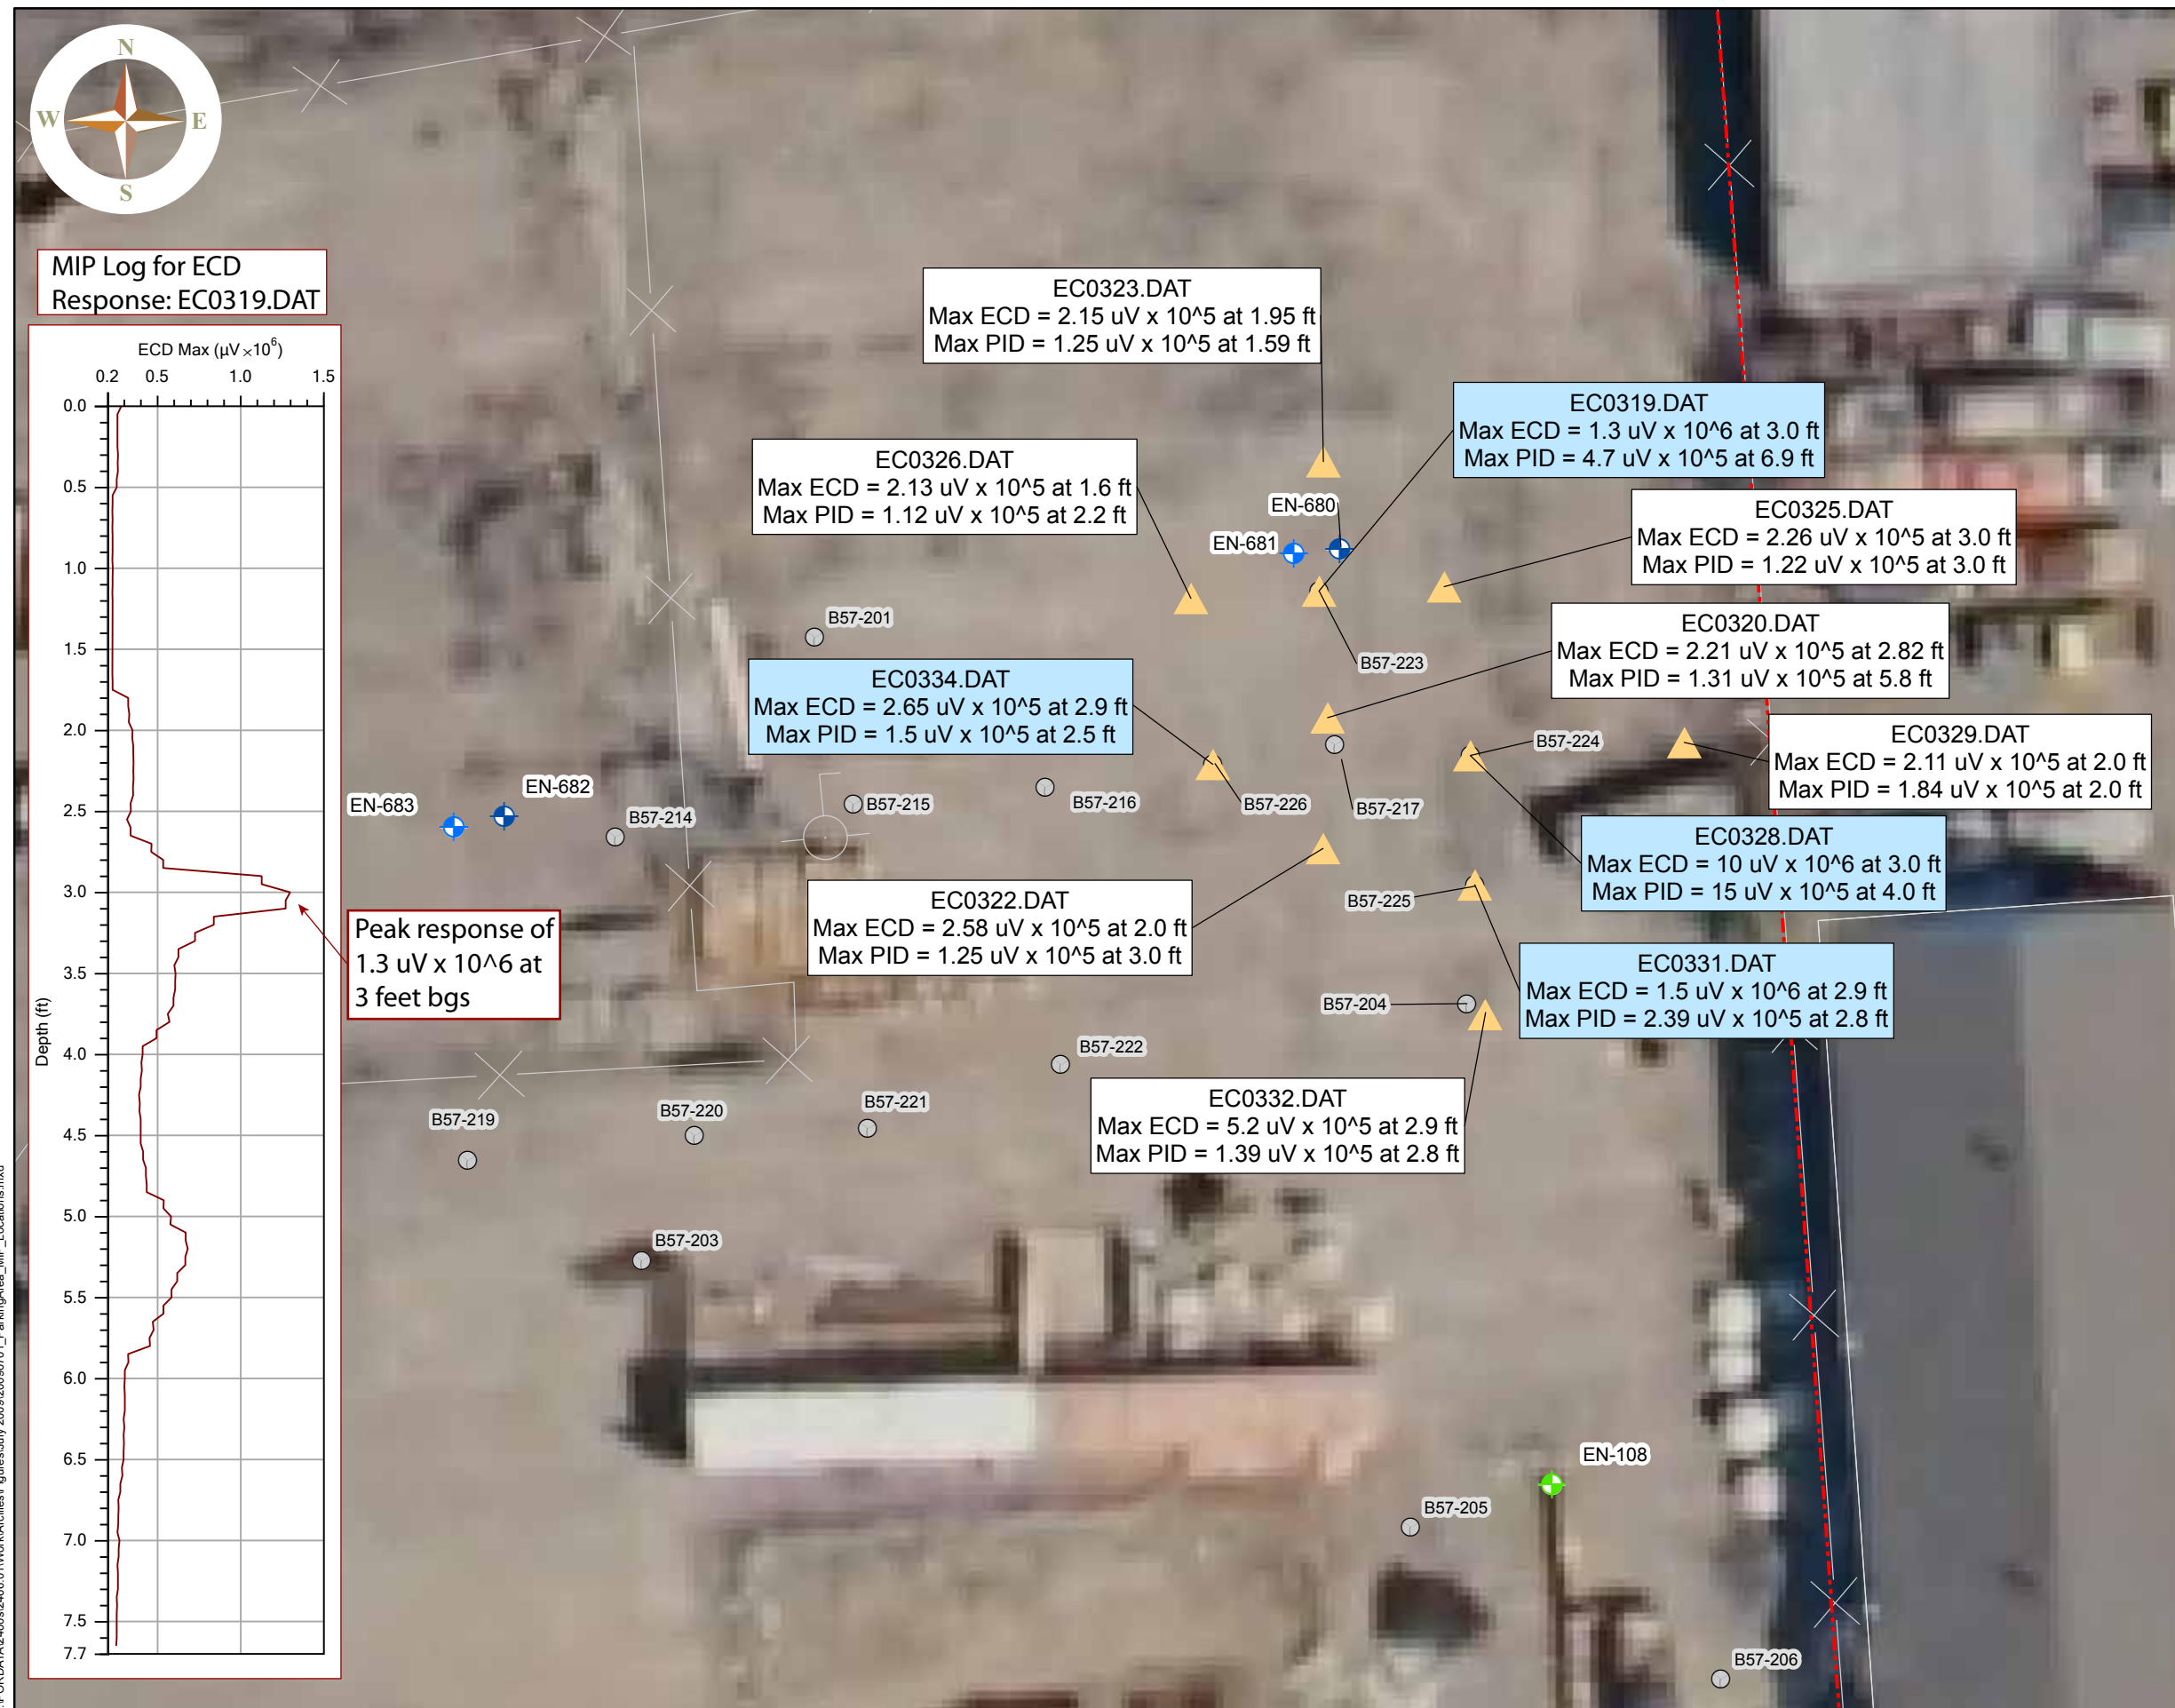 N
W
E
S
MIP Log for ECD
Response: EC0319.DAT
ECD Max (µV×10⁶)
0.2 0.5 1.0 1.5
0.0
0.5
1.0
1.5
2.0
2.5
3.0
3.5
4.0
4.5
5.0
5.5
6.0
6.5
7.0
7.5
7.7
Depth (ft)
Peak response of
1.3 uV x 10^6 at
3 feet bgs
EC0323.DAT
Max ECD = 2.15 uV x 10^5 at 1.95 ft
Max PID = 1.25 uV x 10^5 at 1.59 ft
EC0319.DAT
Max ECD = 1.3 uV x 10^6 at 3.0 ft
Max PID = 4.7 uV x 10^5 at 6.9 ft
EC0326.DAT
Max ECD = 2.13 uV x 10^5 at 1.6 ft
Max PID = 1.12 uV x 10^5 at 2.2 ft
EN-680
EN-681
EC0325.DAT
Max ECD = 2.26 uV x 10^5 at 3.0 ft
Max PID = 1.22 uV x 10^5 at 3.0 ft
B57-201
B57-223
EC0320.DAT
Max ECD = 2.21 uV x 10^5 at 2.82 ft
Max PID = 1.31 uV x 10^5 at 5.8 ft
EC0334.DAT
Max ECD = 2.65 uV x 10^5 at 2.9 ft
Max PID = 1.5 uV x 10^5 at 2.5 ft
B57-224
EC0329.DAT
Max ECD = 2.11 uV x 10^5 at 2.0 ft
Max PID = 1.84 uV x 10^5 at 2.0 ft
EN-683
EN-682
B57-214
B57-215
B57-216
B57-226
B57-217
EC0328.DAT
Max ECD = 10 uV x 10^6 at 3.0 ft
Max PID = 15 uV x 10^5 at 4.0 ft
EC0322.DAT
Max ECD = 2.58 uV x 10^5 at 2.0 ft
Max PID = 1.25 uV x 10^5 at 3.0 ft
B57-225
EC0331.DAT
Max ECD = 1.5 uV x 10^6 at 2.9 ft
Max PID = 2.39 uV x 10^5 at 2.8 ft
B57-204
B57-222
EC0332.DAT
Max ECD = 5.2 uV x 10^5 at 2.9 ft
Max PID = 1.39 uV x 10^5 at 2.8 ft
B57-219
B57-220
B57-221
B57-203
EN-108
B57-205
B57-206